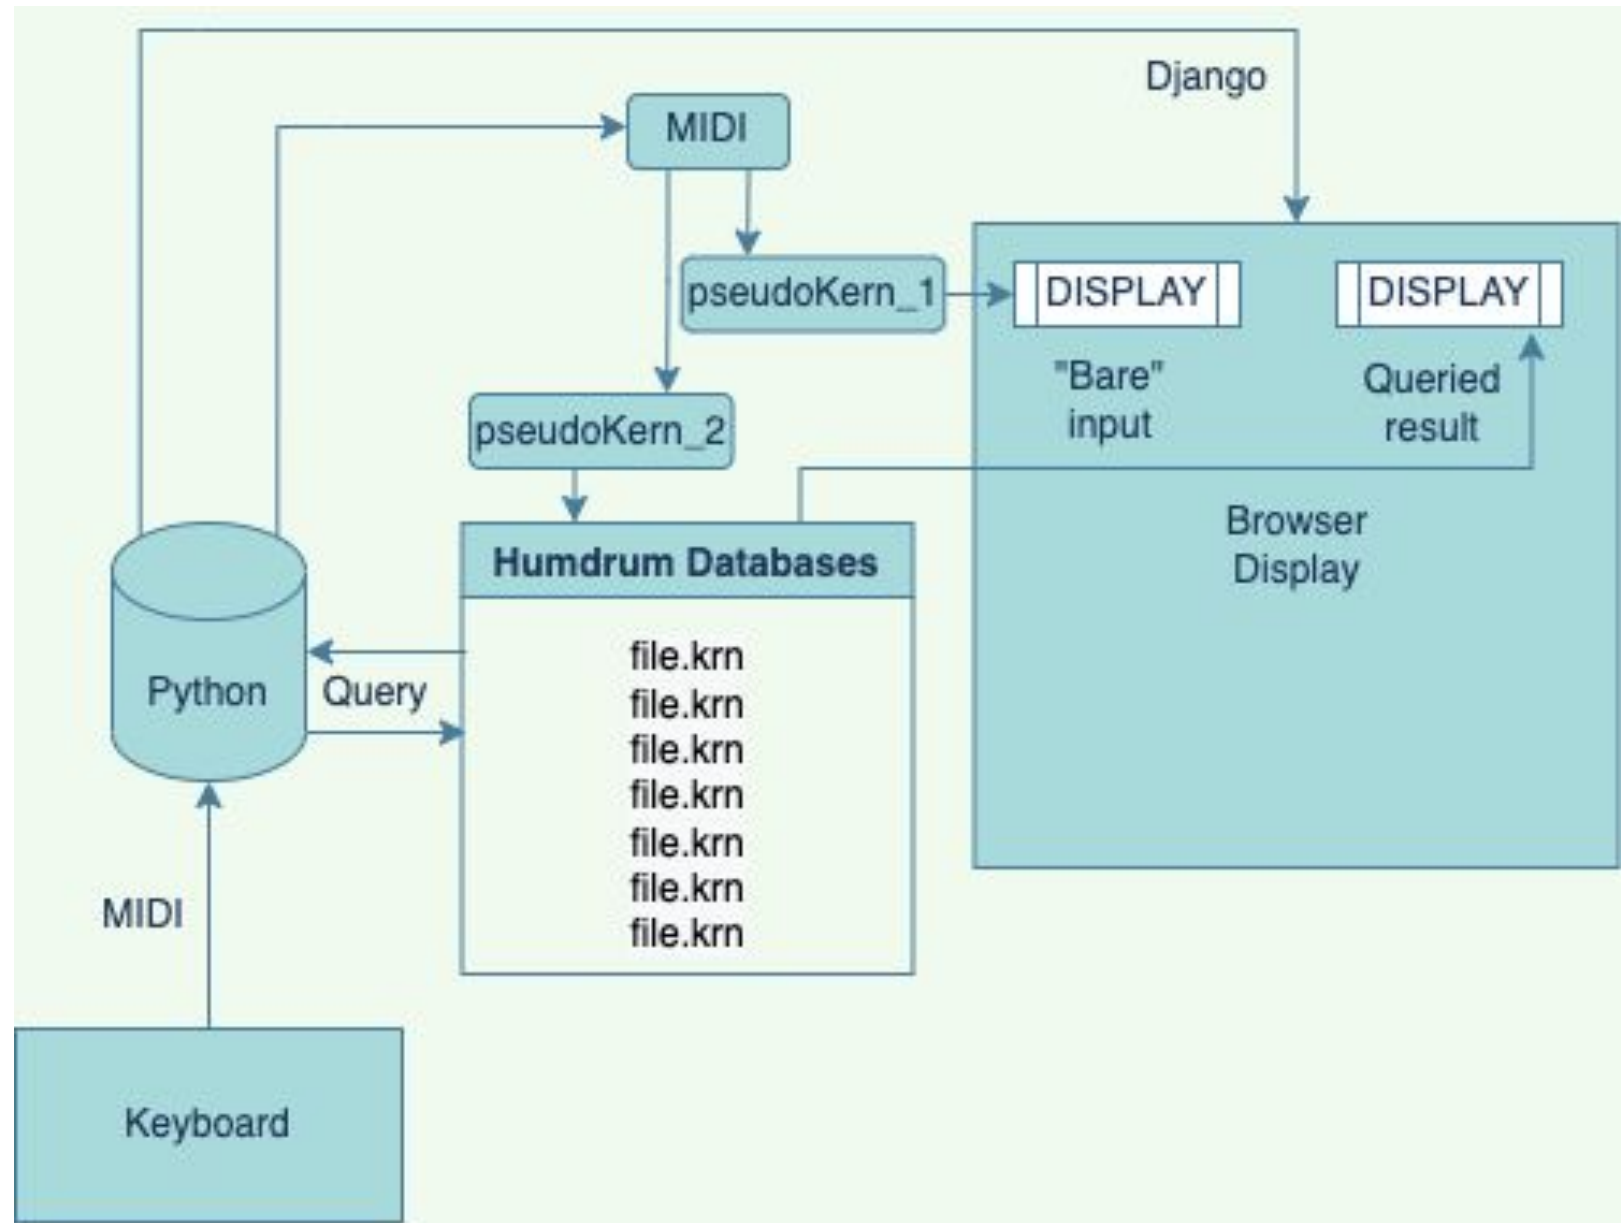 Django
MIDI
pseudoKern_1
DISPLAY
DISPLAY
"Bare"
input
Queried
result
pseudoKern_2
Browser
Display
Humdrum Databases
file.krn
file.krn
file.krn
file.krn
file.krn
file.krn
file.krn
Python
Query
MIDI
Keyboard